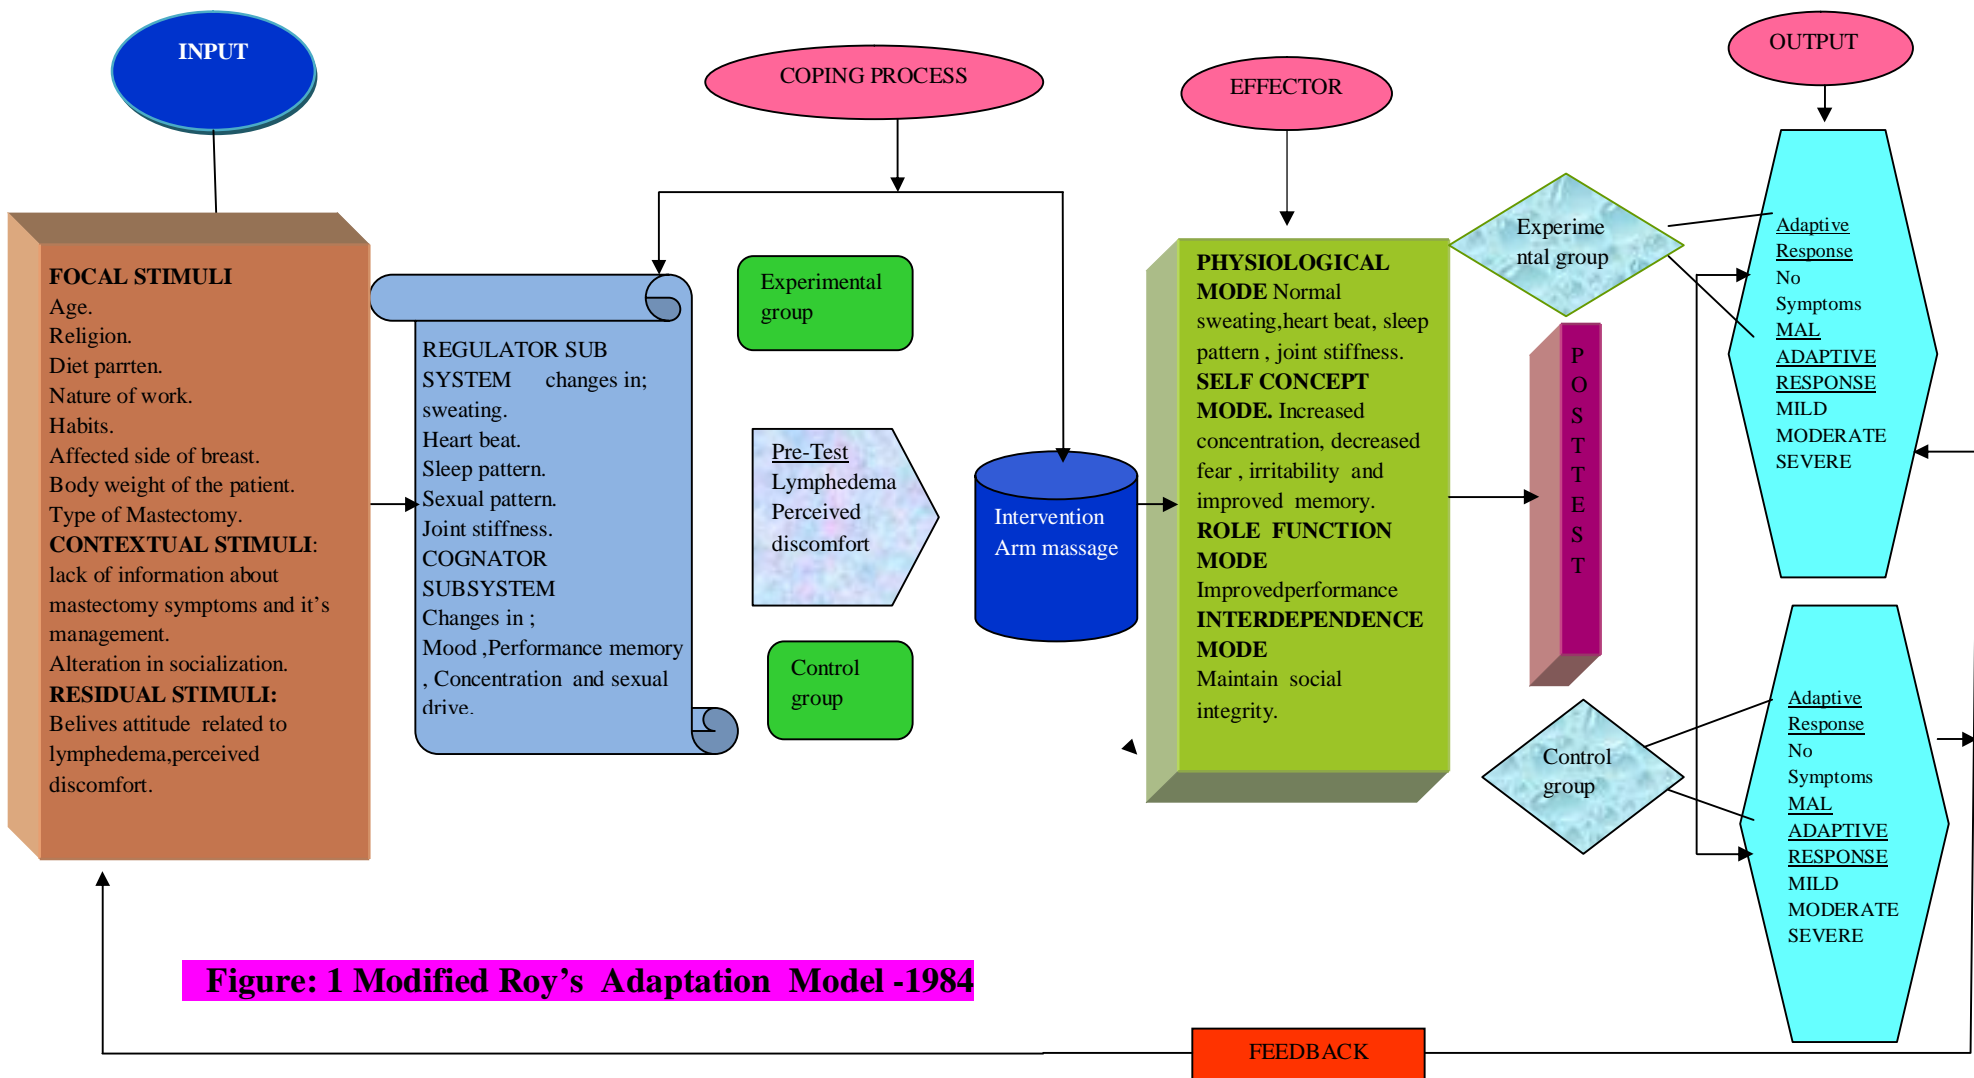 INPUT
COPING PROCESS
EFFECTOR
OUTPUT
FOCAL STIMULI
Age.
Religion.
Diet parrten.
Nature of work.
Habits.
Affected side of breast.
Body weight of the patient.
Type of Mastectomy.
CONTEXTUAL STIMULI:
lack of information about
mastectomy symptoms and it’s
management.
Alteration in socialization.
RESIDUAL STIMULI:
Belives attitude related to
lymphedema,perceived
discomfort.
REGULATOR SUB
SYSTEM changes in;
sweating.
Heart beat.
Sleep pattern.
Sexual pattern.
Joint stiffness.
COGNATOR
SUBSYSTEM
Changes in ;
Mood ,Performance memory
, Concentration and sexual
drive.
Experimental
group
Pre-Test
Lymphedema
Perceived
discomfort
Control
group
Intervention
Arm massage
PHYSIOLOGICAL
MODE Normal
sweating,heart beat, sleep
pattern , joint stiffness.
SELF CONCEPT
MODE. Increased
concentration, decreased
fear , irritability and
improved memory.
ROLE FUNCTION
MODE
Improvedperformance
INTERDEPENDENCE
MODE
Maintain social
integrity.
Experime
ntal group
P
O
S
T
T
E
S
T
Control
group
Adaptive
Response
No
Symptoms
MAL
ADAPTIVE
RESPONSE
MILD
MODERATE
SEVERE
Adaptive
Response
No
Symptoms
MAL
ADAPTIVE
RESPONSE
MILD
MODERATE
SEVERE
Figure: 1 Modified Roy’s Adaptation Model -1984
FEEDBACK